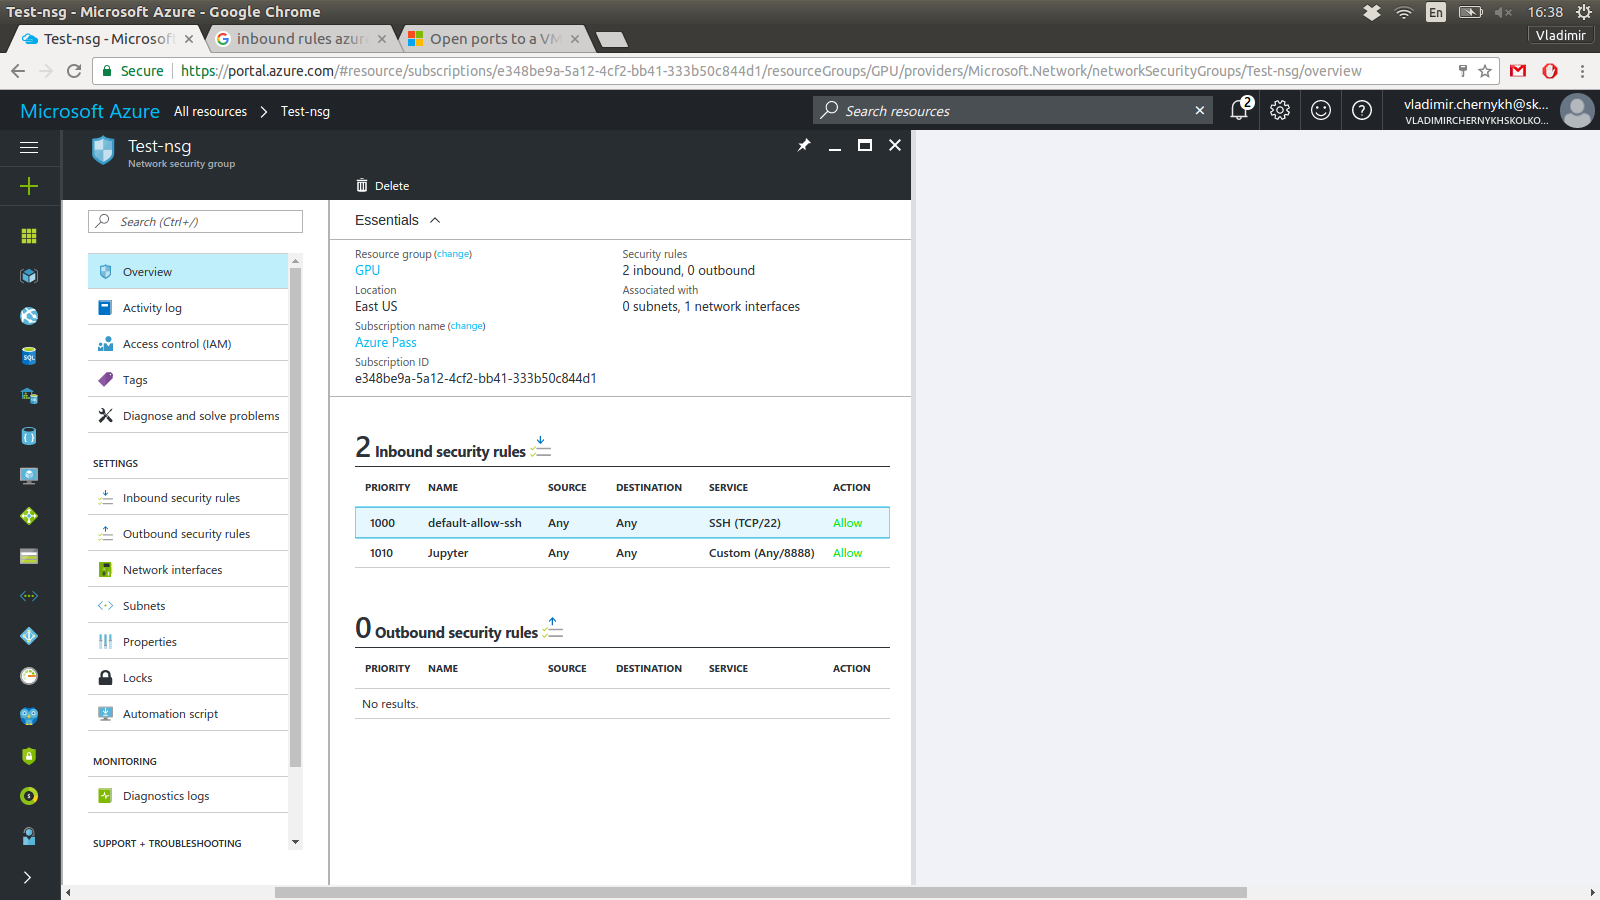 Test-nsg - Microsoft Azure - Google Chrome
En
16:38
Test-nsg - Microsoft
inbound rules azur
Open ports to a VM
Vladimir
Secure
https://portal.azure.com/#resource/subscriptions/e348be9a-5a12-4cf2-bb41-333b50c844d1/resourceGroups/GPU/providers/Microsoft.Network/networkSecurityGroups/Test-nsg/overview
Microsoft Azure
All resources
Test-nsg
Search resources
2
vladimir.chernykh@sk...
VLADIMIRCHERNYKHSKOLKO...
Test-nsg
Network security group
Delete
Search (Ctrl+/)
Overview
Activity log
Access control (IAM)
Tags
Diagnose and solve problems
SETTINGS
Inbound security rules
Outbound security rules
Network interfaces
Subnets
Properties
Locks
Automation script
MONITORING
Diagnostics logs
SUPPORT + TROUBLESHOOTING
Essentials
Resource group (change)
GPU
Location
East US
Subscription name (change)
Azure Pass
Subscription ID
e348be9a-5a12-4cf2-bb41-333b50c844d1
Security rules
2 inbound, 0 outbound
Associated with
0 subnets, 1 network interfaces
2 Inbound security rules
PRIORITY NAME SOURCE DESTINATION SERVICE ACTION
1000 default-allow-ssh Any Any SSH (TCP/22) Allow
1010 Jupyter Any Any Custom (Any/8888) Allow
0 Outbound security rules
PRIORITY NAME SOURCE DESTINATION SERVICE ACTION
No results.